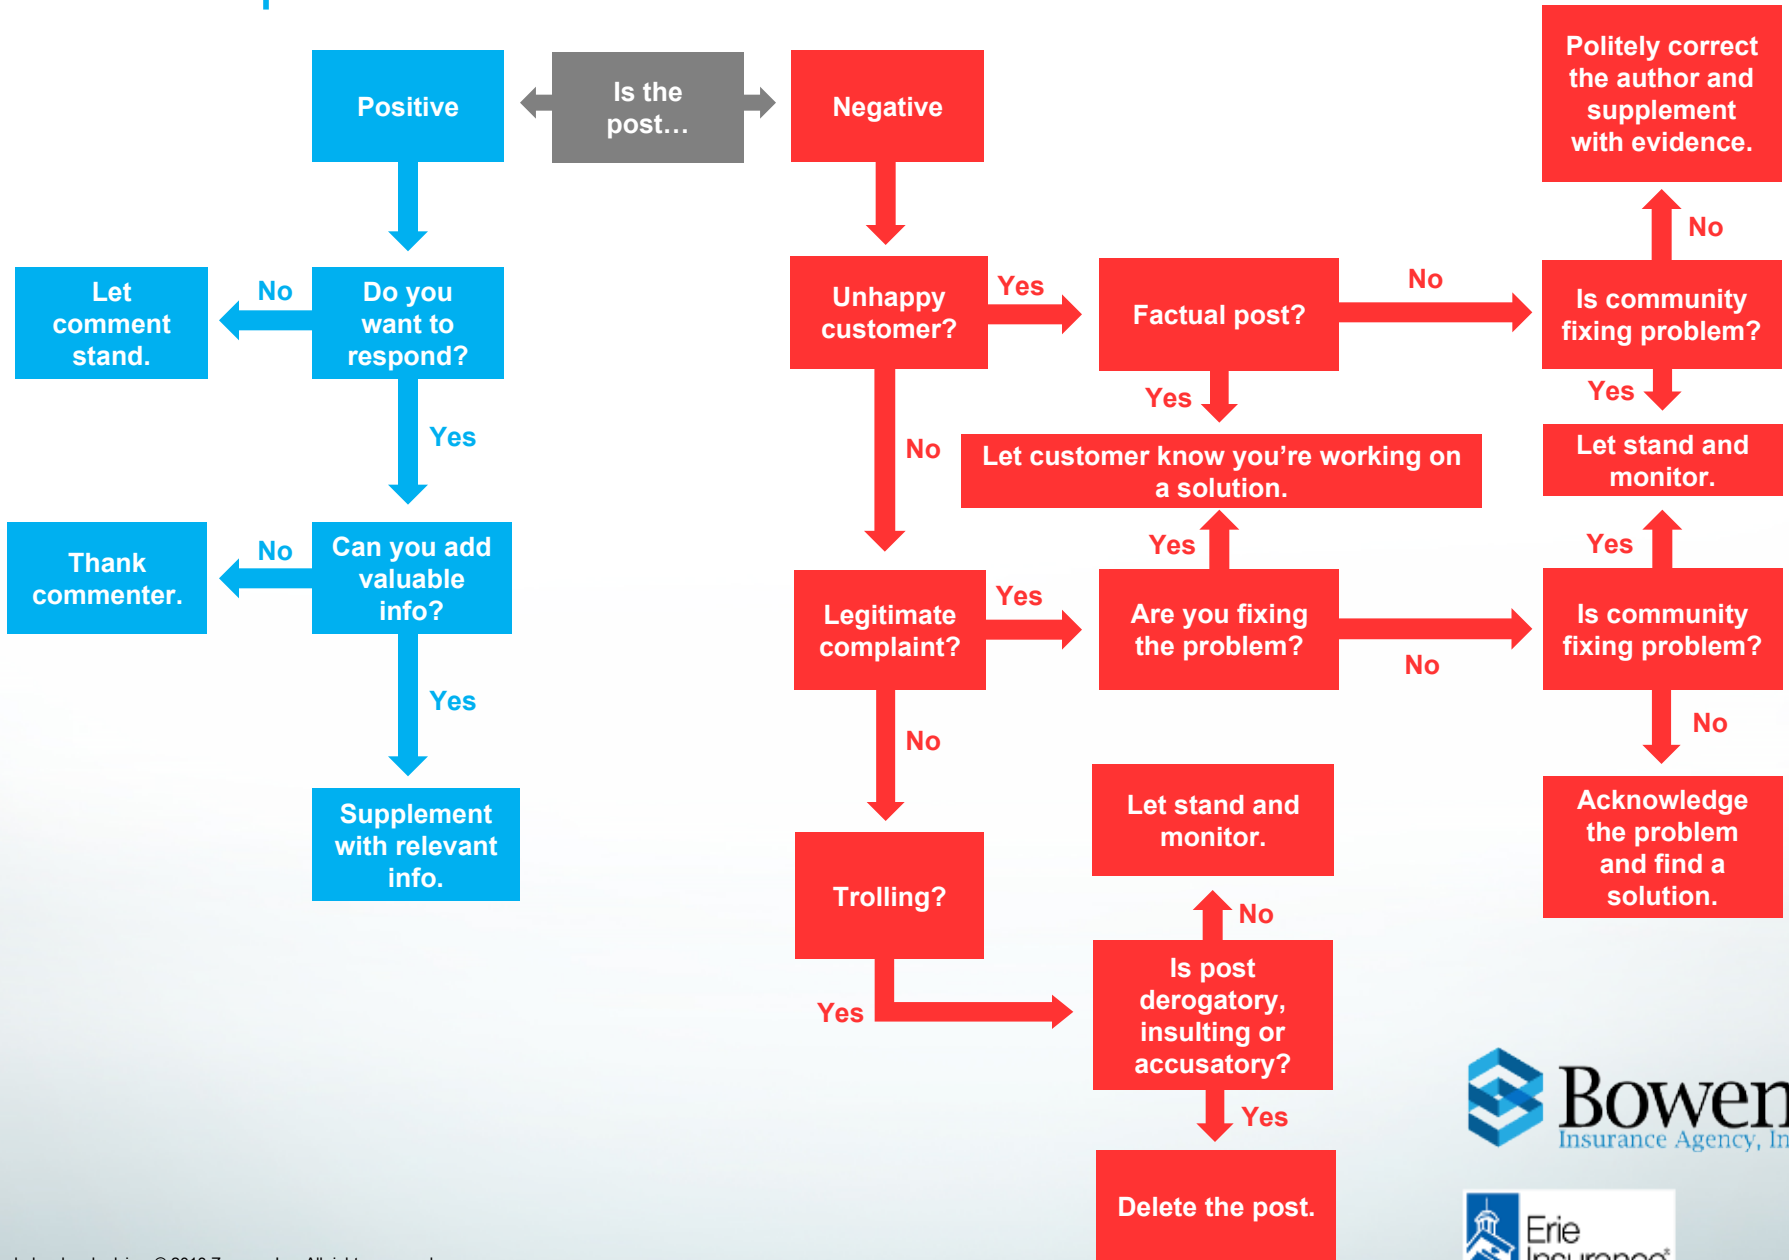 Positive
Is the
post…
Negative
Politely correct
the author and
supplement
with evidence.
No
Let
comment
stand.
No
Do you
want to
respond?
Unhappy
customer?
Yes
Factual post?
No
Is community
fixing problem?
Yes
Yes
Yes
No
Let customer know you’re working on
a solution.
Let stand and
monitor.
Thank
commenter.
No
Can you add
valuable
info?
Yes
Yes
Legitimate
complaint?
Yes
Are you fixing
the problem?
No
Is community
fixing problem?
Yes
No
No
Supplement
with relevant
info.
Let stand and
monitor.
Acknowledge
the problem
and find a
solution.
Trolling?
No
Yes
Is post
derogatory,
insulting or
accusatory?
Yes
Delete the post.
Bowen
Insurance Agency, In
Erie
Insurance®
© 2013 All rights reserved